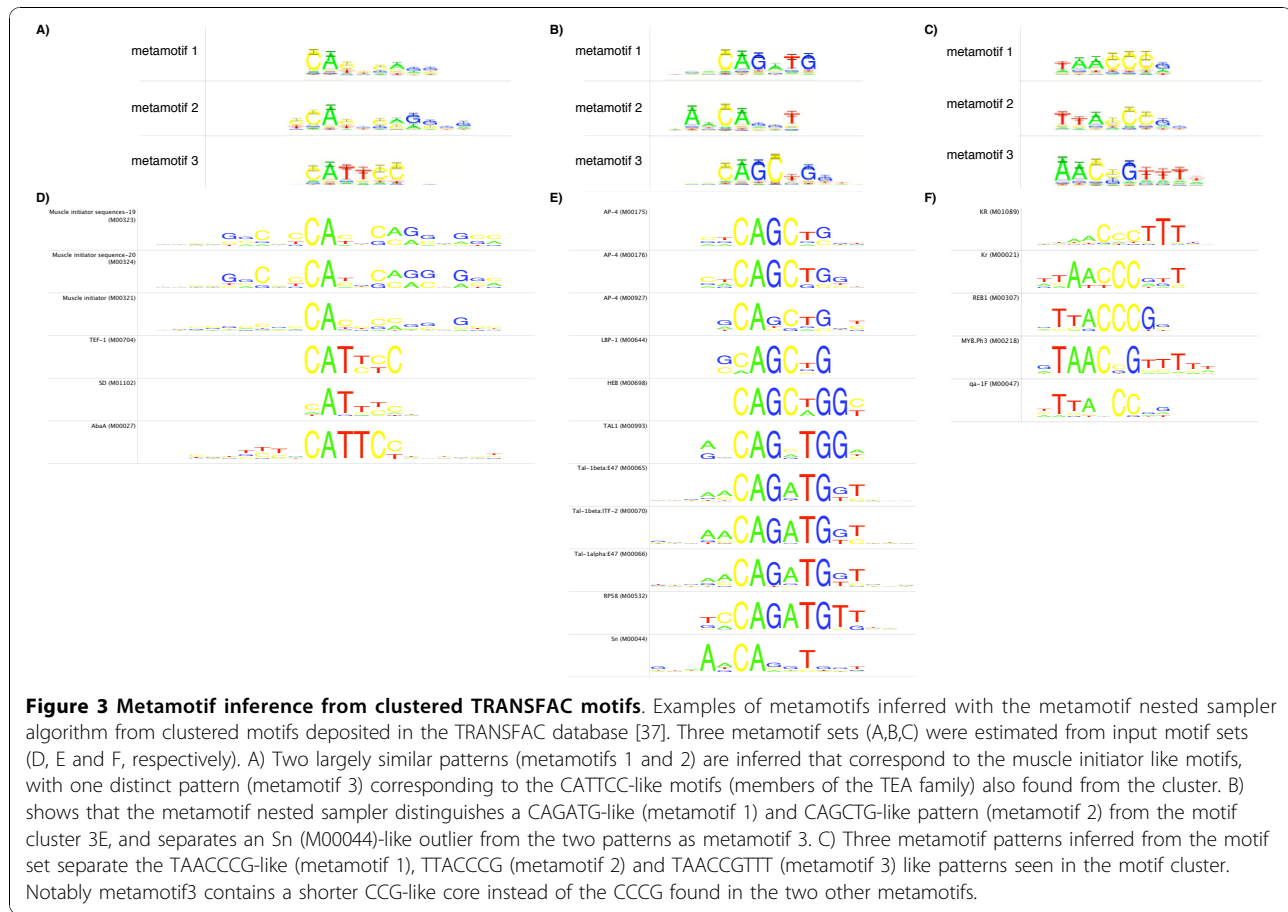 A)
metamotif 1
metamotif 2
metamotif 3
B)
metamotif 1
metamotif 2
metamotif 3
C)
metamotif 1
metamotif 2
metamotif 3
D)
Muscle initiator sequences-19
(M00323)
Muscle initiator sequence-20
(M00324)
Muscle initiator (M00321)
TEF-1 (M00704)
SD (M01102)
AbaA (M00027)
E)
AP-4 (M00175)
AP-4 (M00176)
AP-4 (M00927)
LBP-1 (M00644)
HEB (M00698)
TAL1 (M00993)
Tal-1beta:E47 (M00065)
Tal-1beta:ITF-2 (M00070)
Tal-1alpha:E47 (M00066)
RP58 (M00532)
Sn (M00044)
F)
KR (M01089)
Kr (M00021)
REB1 (M00307)
MYB.Ph3 (M00218)
qa-1F (M00047)
Figure 3 Metamotif inference from clustered TRANSFAC motifs. Examples of metamotifs inferred with the metamotif nested sampler
algorithm from clustered motifs deposited in the TRANSFAC database [37]. Three metamotif sets (A,B,C) were estimated from input motif sets
(D, E and F, respectively). A) Two largely similar patterns (metamotifs 1 and 2) are inferred that correspond to the muscle initiator like motifs,
with one distinct pattern (metamotif 3) corresponding to the CATTCC-like motifs (members of the TEA family) also found from the cluster. B)
shows that the metamotif nested sampler distinguishes a CAGATG-like (metamotif 1) and CAGCTG-like pattern (metamotif 2) from the motif
cluster 3E, and separates an Sn (M00044)-like outlier from the two patterns as metamotif 3. C) Three metamotif patterns inferred from the motif
set separate the TAACCCG-like (metamotif 1), TTACCCG (metamotif 2) and TAACCGTTT (metamotif 3) like patterns seen in the motif cluster.
Notably metamotif3 contains a shorter CCG-like core instead of the CCCG found in the two other metamotifs.